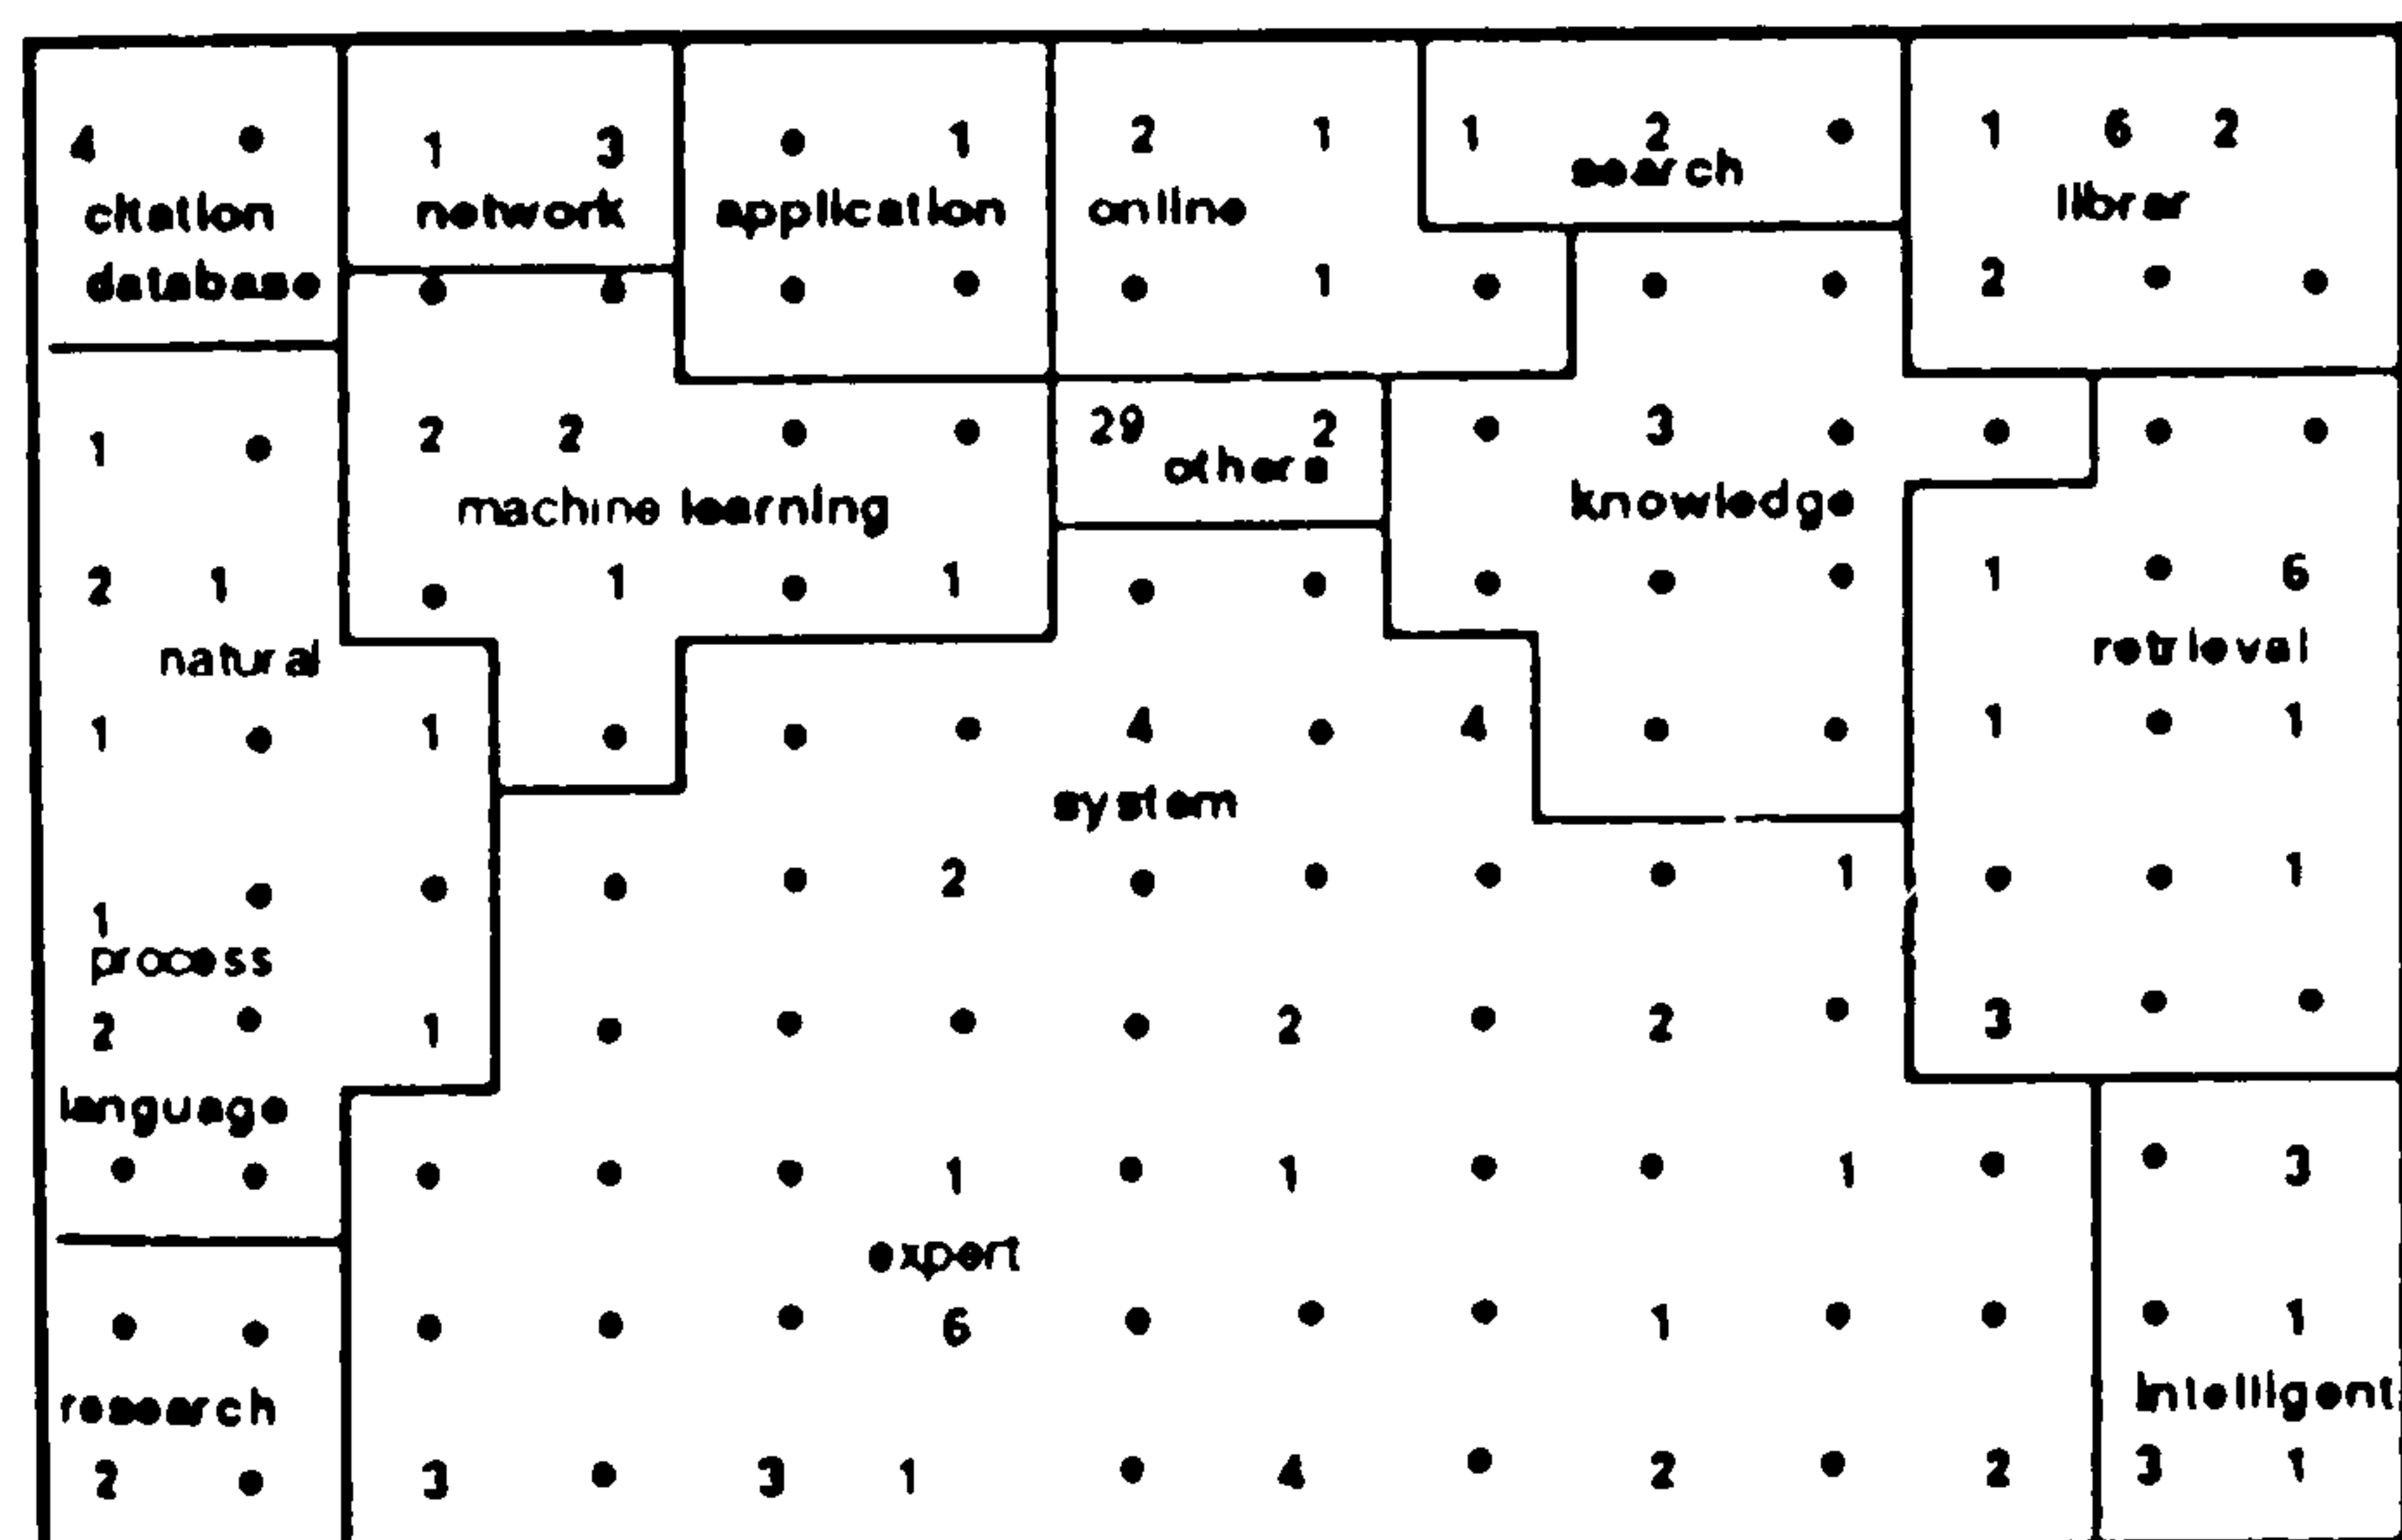 4 • 1 3 • 1 2 1 1 2 • 1 6 2
search
citation network application online librar
database • • • • • 1 • • • 2 • •
1 • 2 2 • • 29 2 • 3 • • • •
others
machine learning knowledge
2 1 • 1 • 1 • • • • • 1 • 6
natural retrieval
1 • 1 • • • 4 • 4 • • 1 • 1
system
1 • • • • 2 • • • • 1 • • 1
process
2 • 1 • • • • 2 • 2 • 3 • •
language
• • • • • 1 • 1 • • 1 • • 3
expert
• • • • • 6 • • • 1 • • • 1
research intelligent
2 • 3 • 3 1 • 4 • 2 • 2 3 1